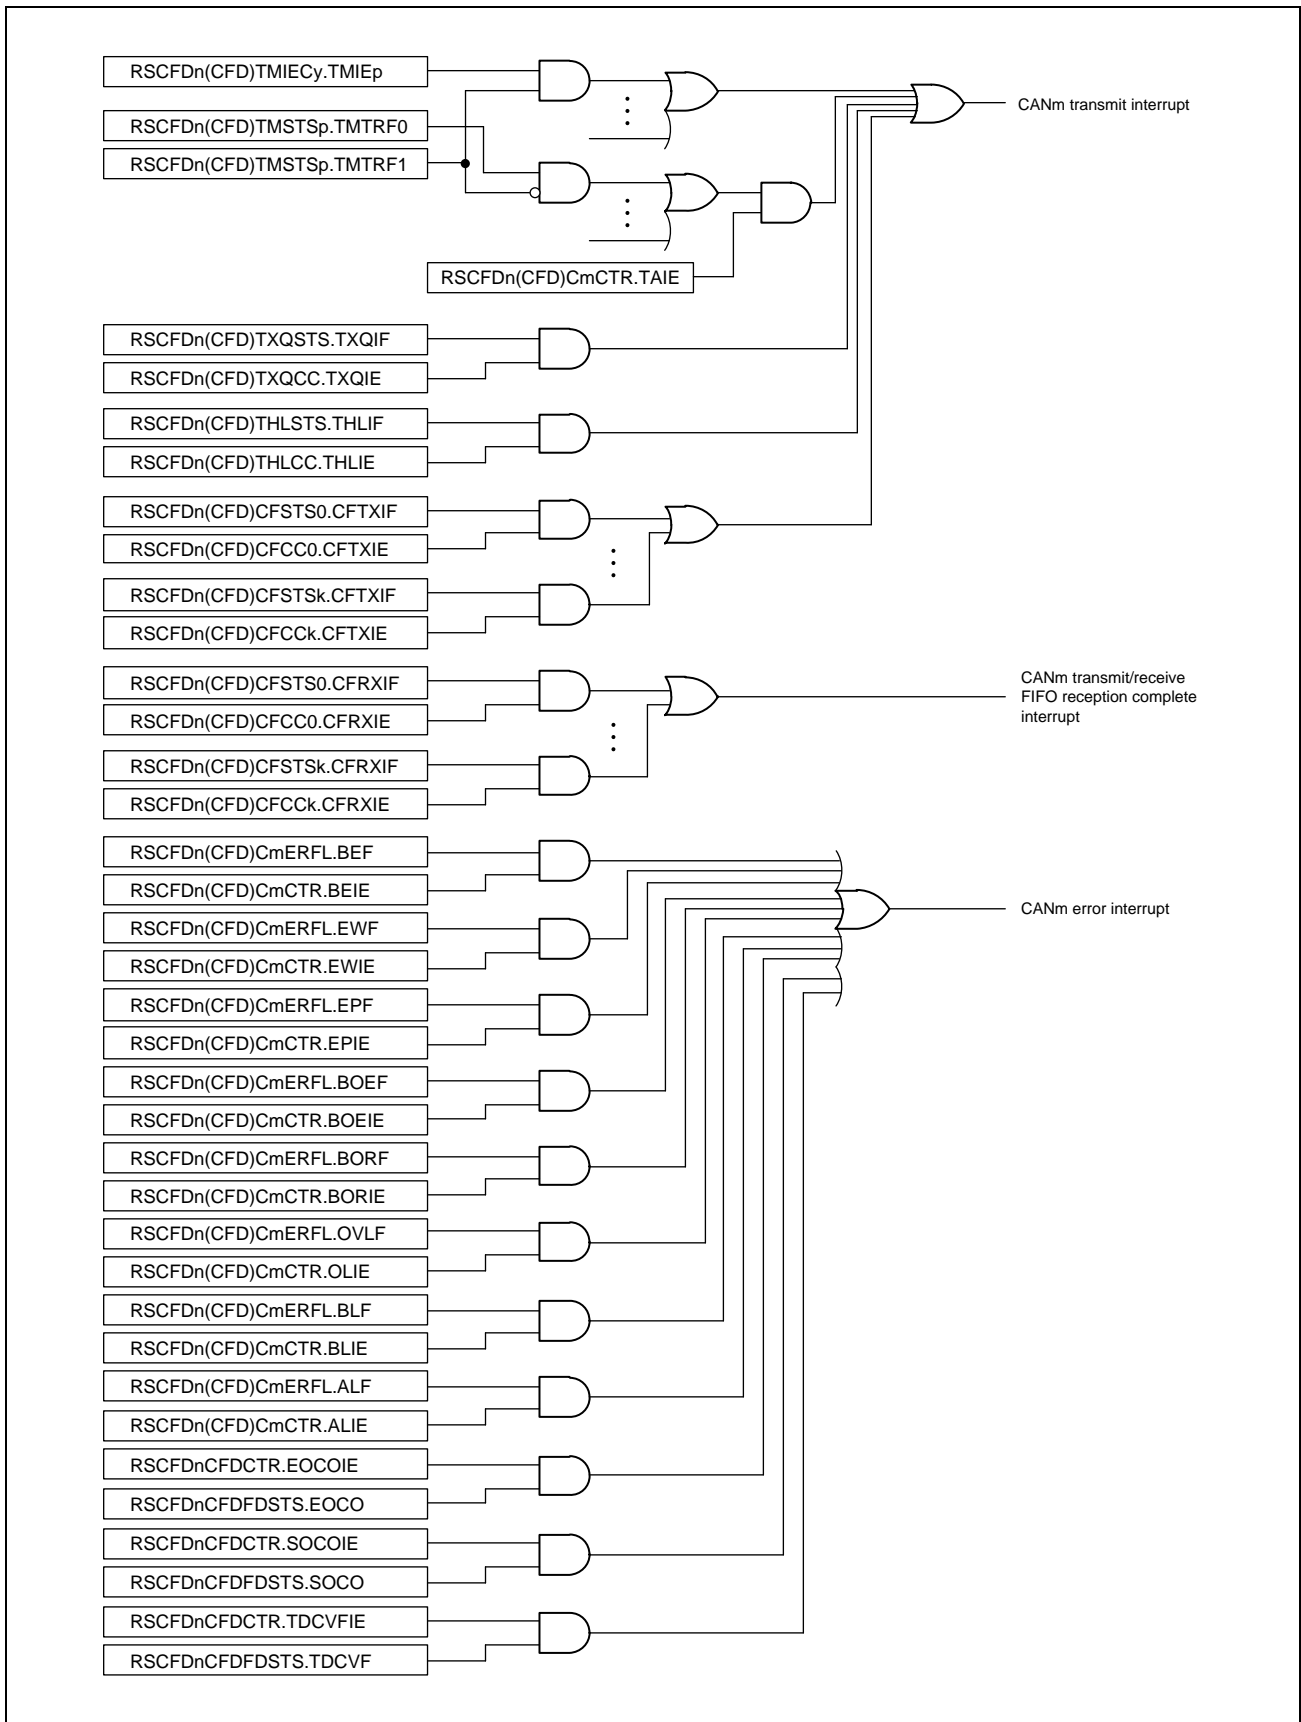 RSCFDn(CFD)TMIECy.TMIEp
RSCFDn(CFD)TMSTSp.TMTRF0
RSCFDn(CFD)TMSTSp.TMTRF1
CANm transmit interrupt
RSCFDn(CFD)CmCTR.TAIE
RSCFDn(CFD)TXQSTS.TXQIF
RSCFDn(CFD)TXQCC.TXQIE
RSCFDn(CFD)THLSTS.THLIF
RSCFDn(CFD)THLCC.THLIE
RSCFDn(CFD)CFSTS0.CFTXIF
RSCFDn(CFD)CFCC0.CFTXIE
RSCFDn(CFD)CFSTSk.CFTXIF
RSCFDn(CFD)CFCCk.CFTXIE
RSCFDn(CFD)CFSTS0.CFRXIF
RSCFDn(CFD)CFCC0.CFRXIE
CANm transmit/receive
FIFO reception complete
interrupt
RSCFDn(CFD)CFSTSk.CFRXIF
RSCFDn(CFD)CFCCk.CFRXIE
RSCFDn(CFD)CmERFL.BEF
RSCFDn(CFD)CmCTR.BEIE
CANm error interrupt
RSCFDn(CFD)CmERFL.EWF
RSCFDn(CFD)CmCTR.EWIE
RSCFDn(CFD)CmERFL.EPF
RSCFDn(CFD)CmCTR.EPIE
RSCFDn(CFD)CmERFL.BOEF
RSCFDn(CFD)CmCTR.BOEIE
RSCFDn(CFD)CmERFL.BORF
RSCFDn(CFD)CmCTR.BORIE
RSCFDn(CFD)CmERFL.OVLF
RSCFDn(CFD)CmCTR.OLIE
RSCFDn(CFD)CmERFL.BLF
RSCFDn(CFD)CmCTR.BLIE
RSCFDn(CFD)CmERFL.ALF
RSCFDn(CFD)CmCTR.ALIE
RSCFDnCFDCTR.EOCOIE
RSCFDnCFDFDSTS.EOCO
RSCFDnCFDCTR.SOCOIE
RSCFDnCFDFDSTS.SOCO
RSCFDnCFDCTR.TDCVFIE
RSCFDnCFDFDSTS.TDCVF